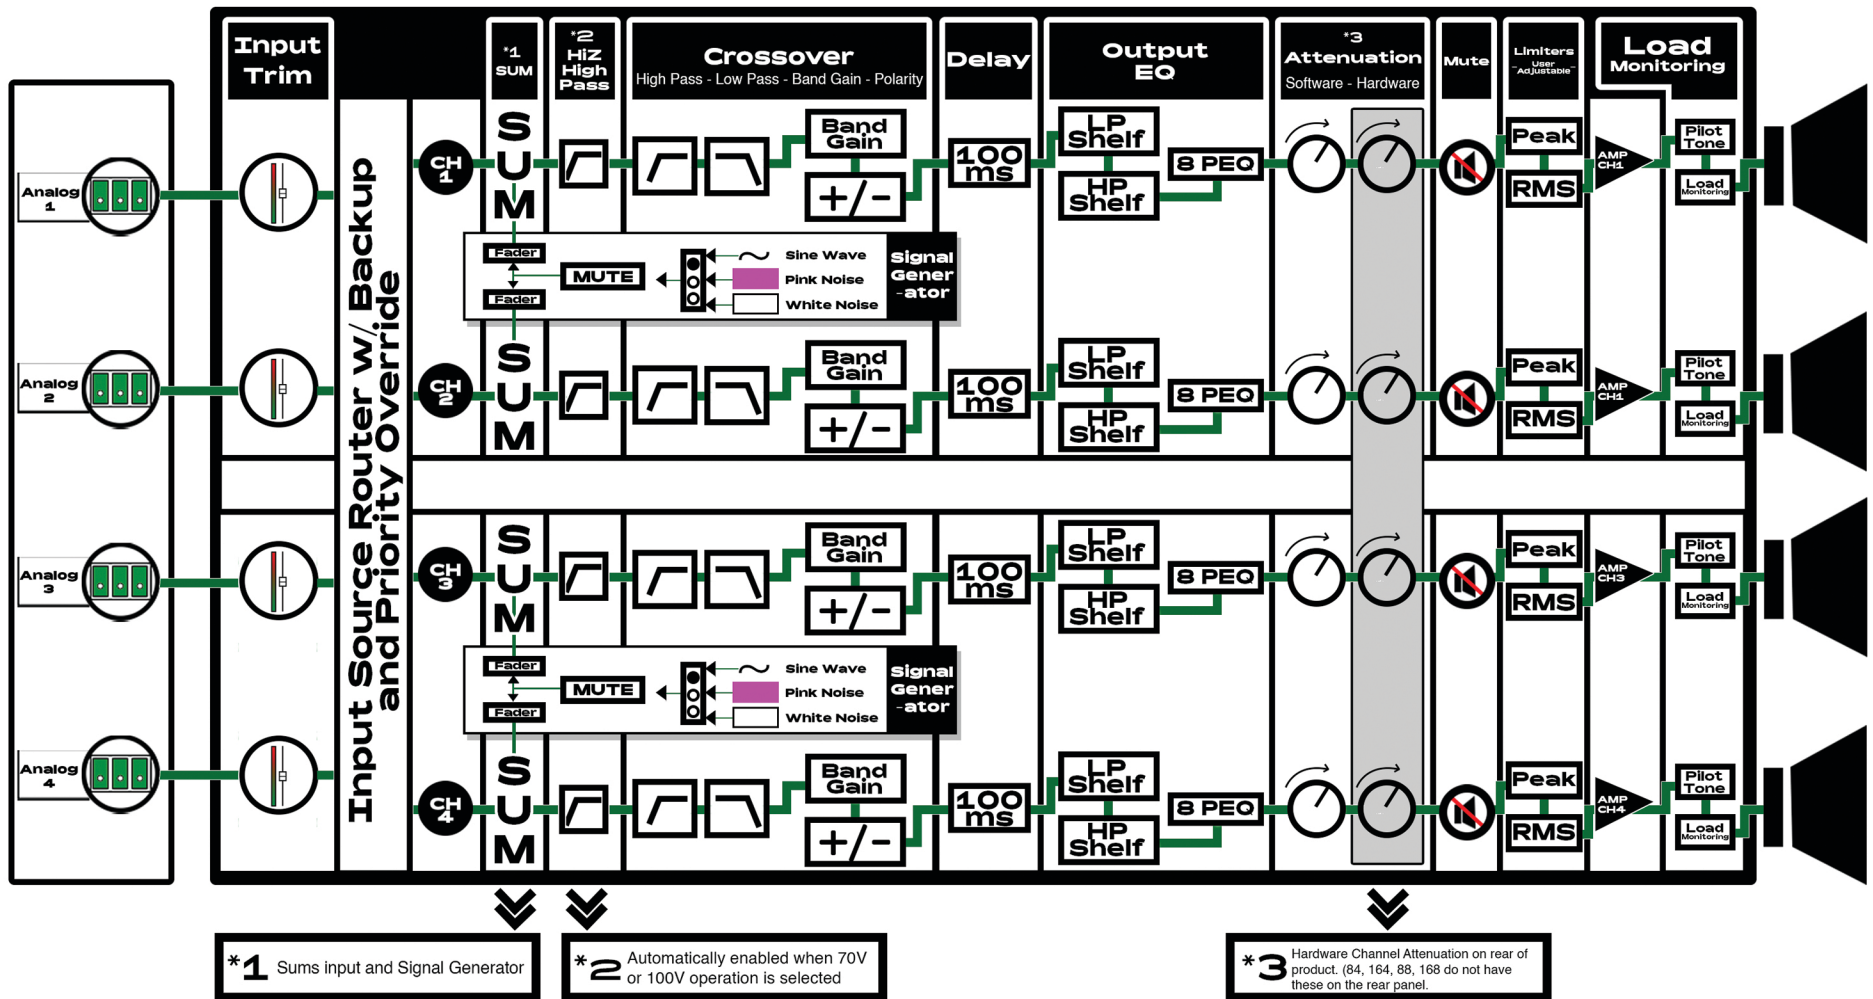 Input
Trim
*1
SUM
*2
HiZ
High
Pass
Crossover
High Pass - Low Pass - Band Gain - Polarity
Delay
Output
EQ
*3
Attenuation
Software - Hardware
Mute
Limiters
- User -
Adjustable
Load
Monitoring
Input Source Router w/ Backup
and Priority Override
Analog
1
CH
1
SUM
Band
Gain
+/-
100
ms
LP
Shelf
HP
Shelf
8 PEQ
Peak
RMS
AMP
CH1
Pilot
Tone
Load
Monitoring
Fader
Fader
MUTE
Sine Wave
Pink Noise
White Noise
Signal
Gener
-ator
Analog
2
CH
2
SUM
Band
Gain
+/-
100
ms
LP
Shelf
HP
Shelf
8 PEQ
Peak
RMS
AMP
CH1
Pilot
Tone
Load
Monitoring
Analog
3
CH
3
SUM
Band
Gain
+/-
100
ms
LP
Shelf
HP
Shelf
8 PEQ
Peak
RMS
AMP
CH3
Pilot
Tone
Load
Monitoring
Fader
Fader
MUTE
Sine Wave
Pink Noise
White Noise
Signal
Gener
-ator
Analog
4
CH
4
SUM
Band
Gain
+/-
100
ms
LP
Shelf
HP
Shelf
8 PEQ
Peak
RMS
AMP
CH4
Pilot
Tone
Load
Monitoring
*1 Sums input and Signal Generator
*2 Automatically enabled when 70V
or 100V operation is selected
*3 Hardware Channel Attenuation on rear of
product. (84, 164, 88, 168 do not have
these on the rear panel.